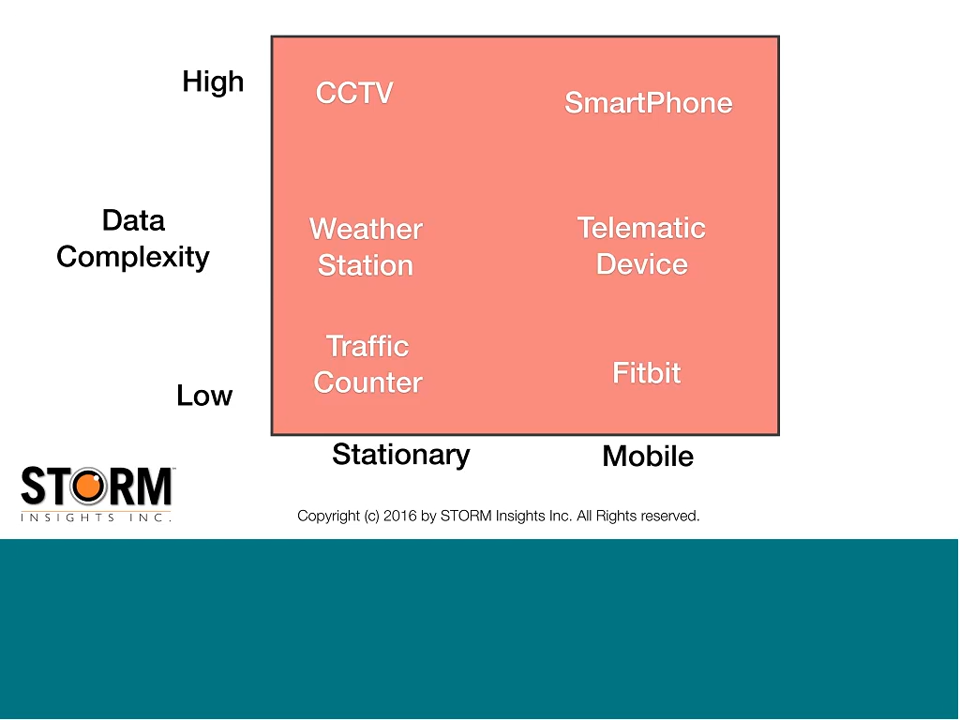 High
CCTV
SmartPhone
Data
Complexity
Weather
Station
Telematic
Device
Traffic
Counter
Fitbit
Low
Stationary
Mobile
STORM™
INSIGHTS INC.
Copyright (c) 2016 by STORM Insights Inc. All Rights reserved.